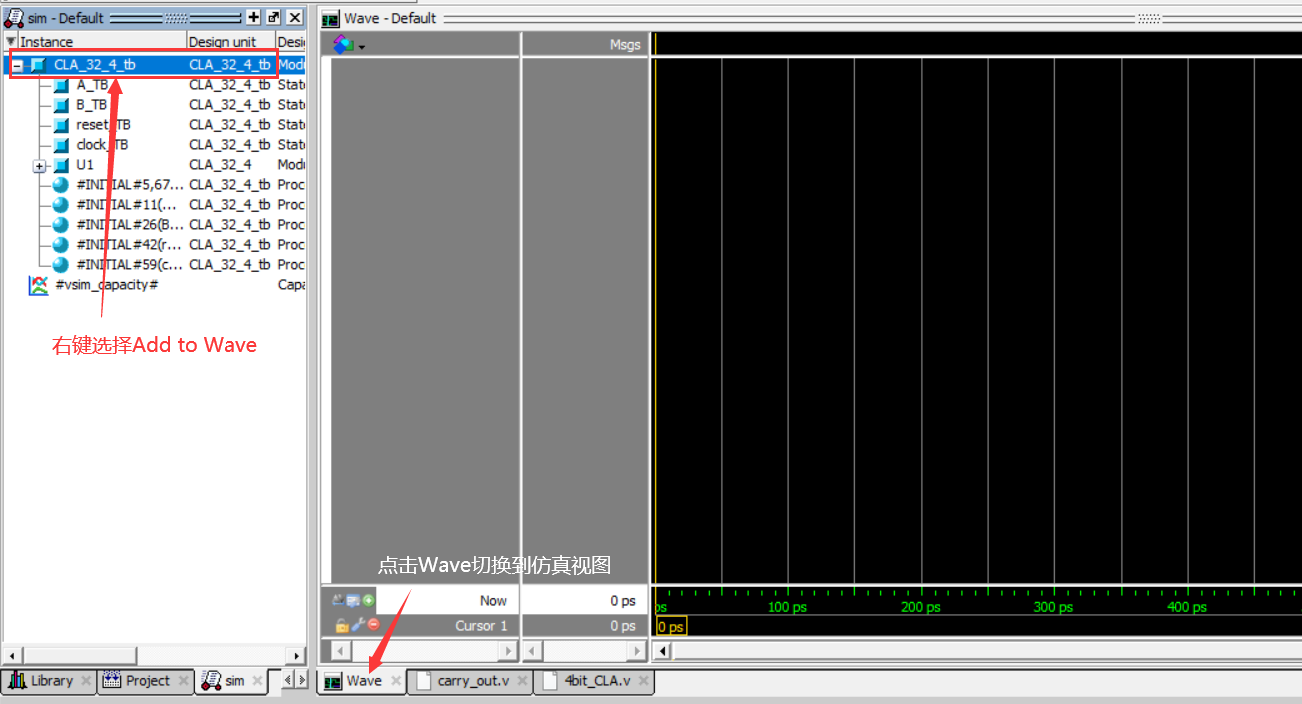 sim - Default
Instance Design unit Desi
CLA_32_4_tb CLA_32_4_tb Modu
A_TB CLA_32_4_tb Stat
B_TB CLA_32_4_tb Stat
reset_TB CLA_32_4_tb Stat
clock_TB CLA_32_4_tb Stat
U1 CLA_32_4 Modu
#INITIAL#5,67... CLA_32_4_tb Proc
#INITIAL#11(... CLA_32_4_tb Proc
#INITIAL#26(B... CLA_32_4_tb Proc
#INITIAL#42(r... CLA_32_4_tb Proc
#INITIAL#59(c... CLA_32_4_tb Proc
#vsim_capacity# Capa
右键选择Add to Wave
Library Project sim
Wave - Default
Msgs
点击Wave切换到仿真视图
Now 0 ps
ps 100 ps 200 ps 300 ps 400 ps
Cursor 1 0 ps
0 ps
Wave carry_out.v 4bit_CLA.v